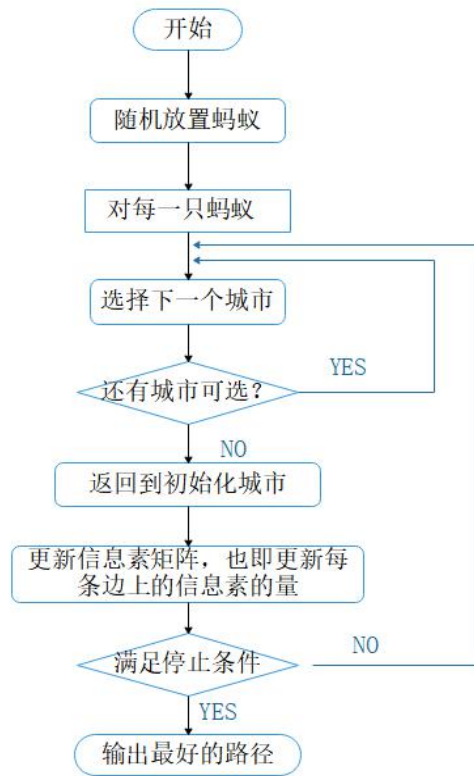 开始
随机放置蚂蚁
对每一只蚂蚁
选择下一个城市
还有城市可选？
YES
NO
返回到初始化城市
更新信息素矩阵，也即更新每
条边上的信息素的量
满足停止条件
NO
YES
输出最好的路径